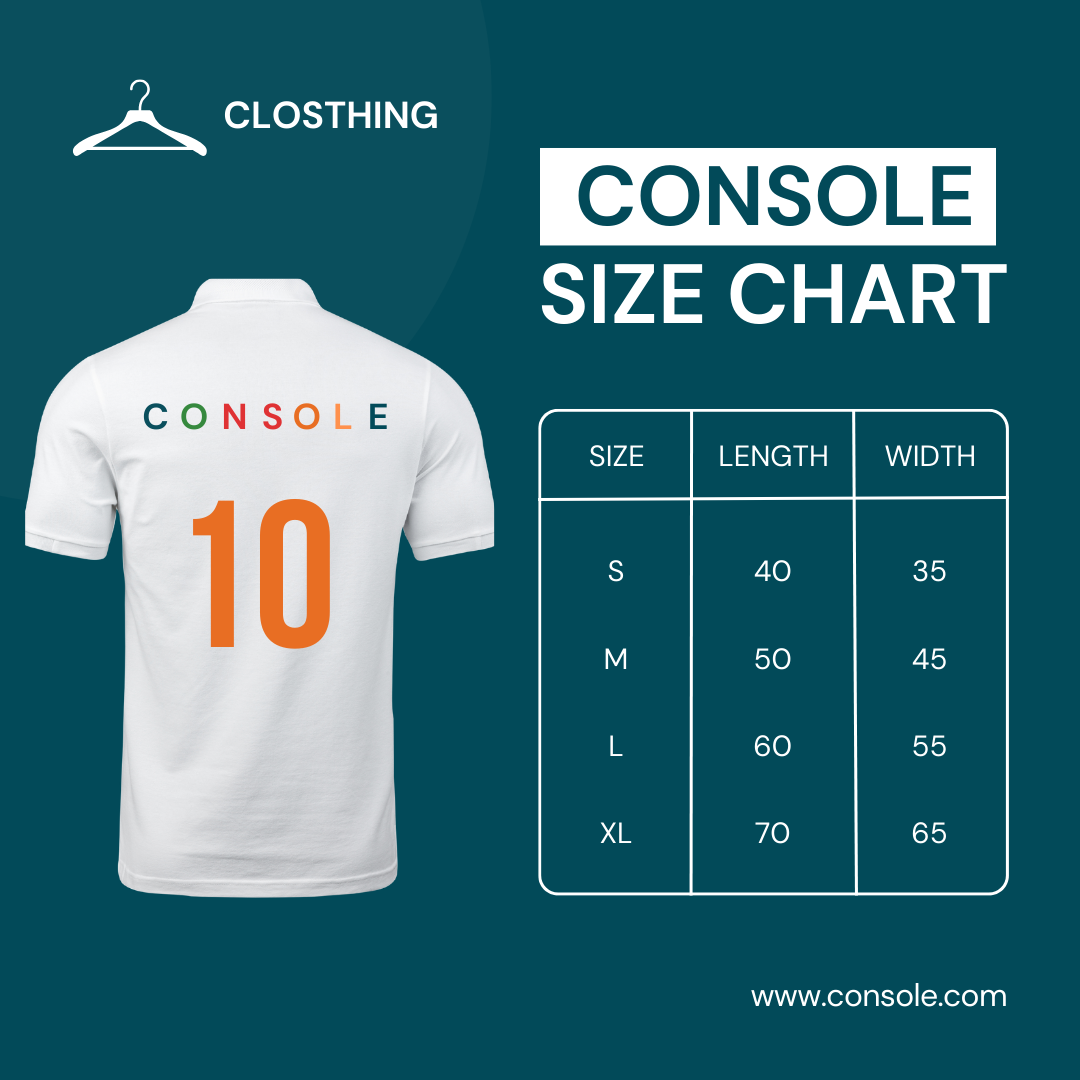 CLOSTHING
CONSOLE
SIZE CHART
CONSOLE
10
SIZE LENGTH WIDTH
S 40 35
M 50 45
L 60 55
XL 70 65
www.console.com